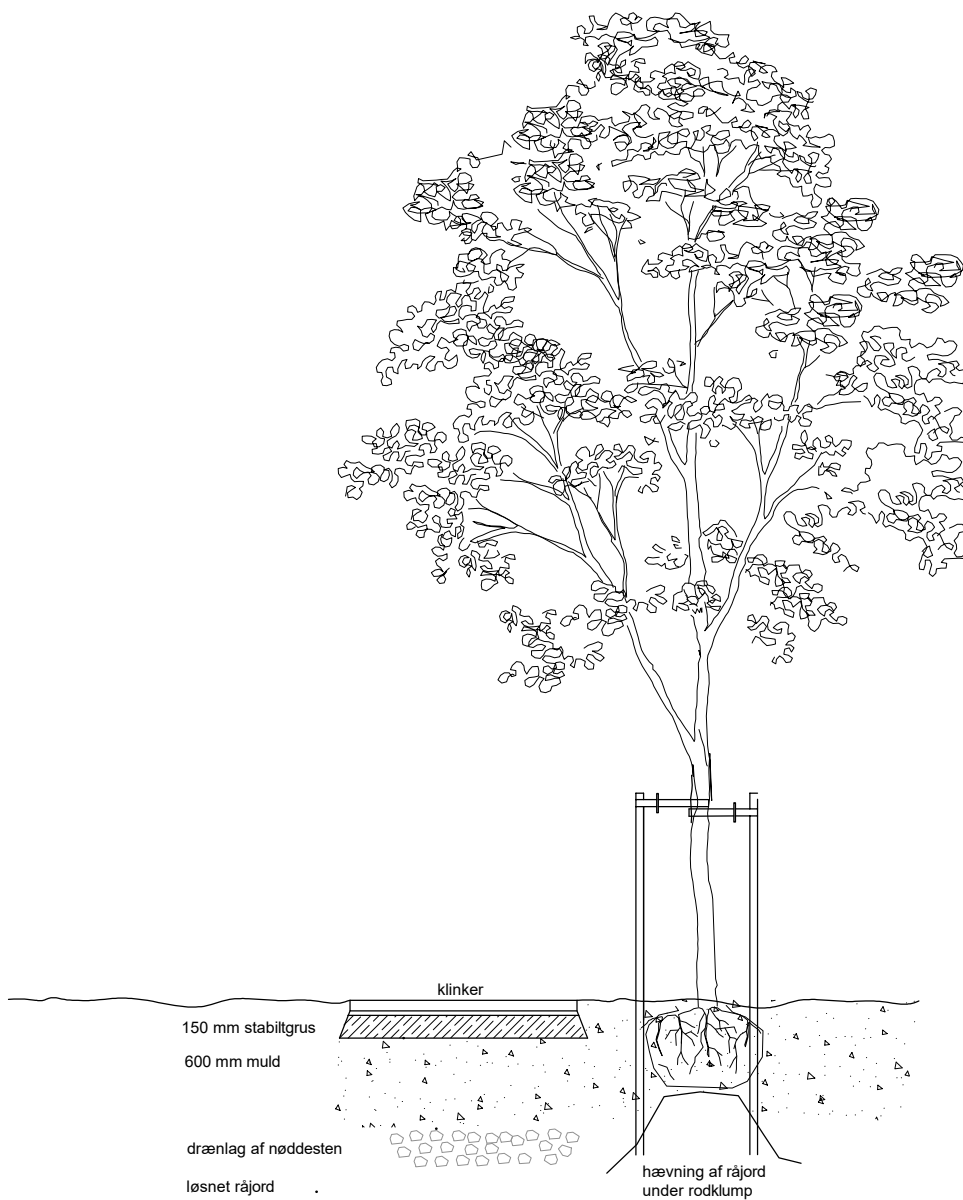 klinker
150 mm stabiltgrus
600 mm muld
drænlag af nøddesten
løsnet råjord
hævning af råjord
under rodklump